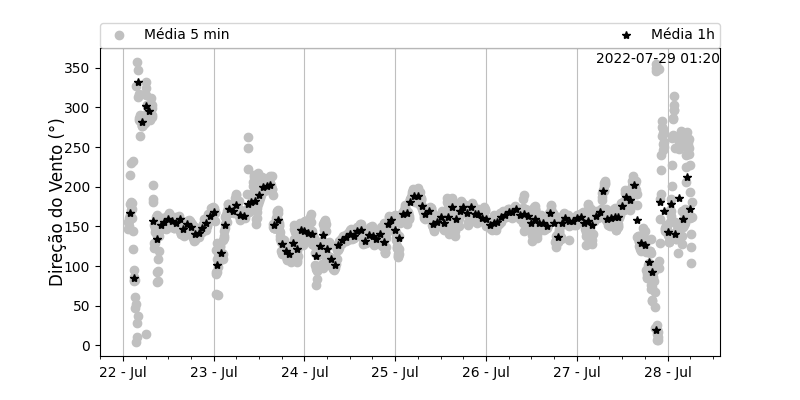 Média 5 min
Média 1h
2022-07-29 01:20
Direção do Vento (°)
350
300
250
200
150
100
50
0
22 - Jul
23 - Jul
24 - Jul
25 - Jul
26 - Jul
27 - Jul
28 - Jul